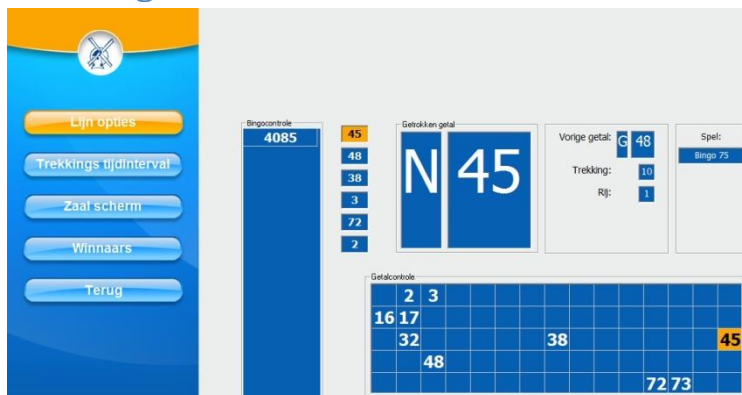 Lijn opties
Trekkings tijdinterval
Zaal scherm
Winnaars
Terug
Bingocontrole
4085
45
48
38
3
72
2
Getrokken getal
N 45
Vorige getal: G 48
Trekking: 10
Rij: 1
Spel:
Bingo 75
Getalcontrole
2 3
16 17
32 38 45
48
72 73